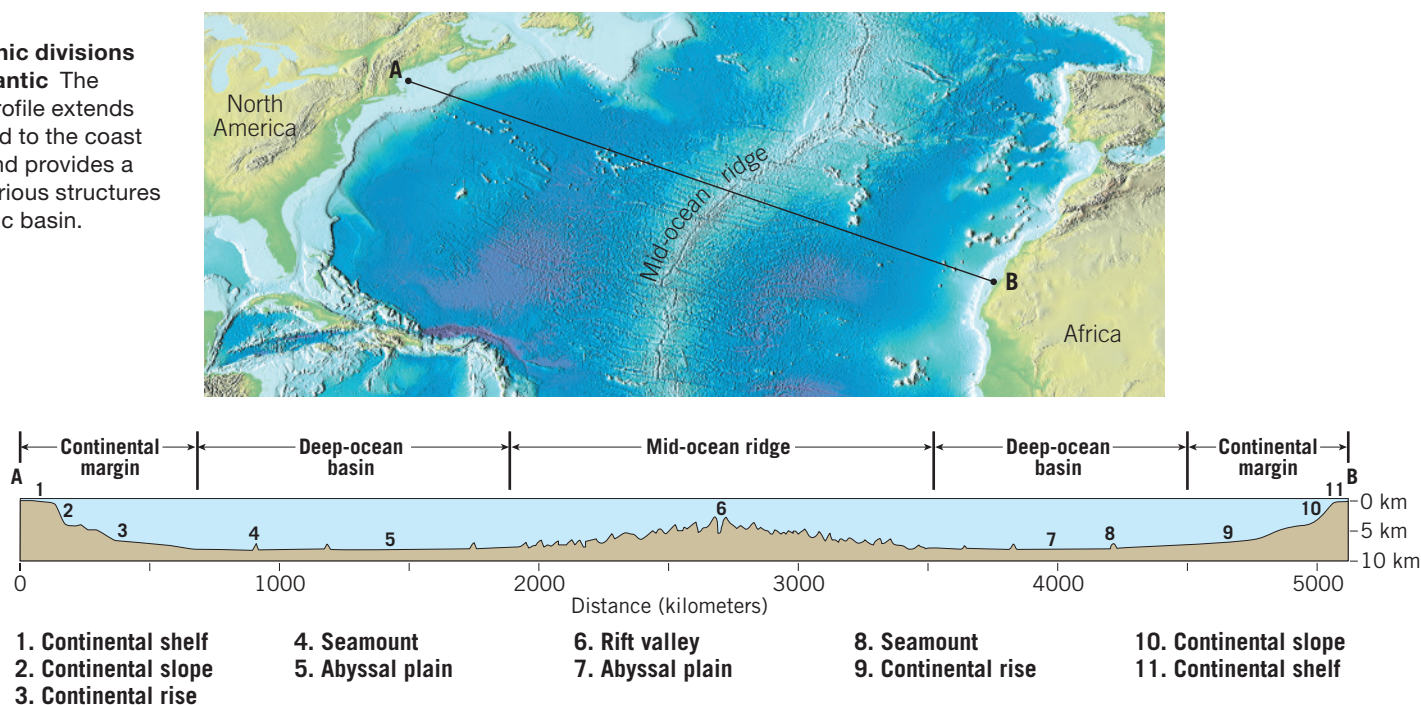 nic divisions
antic The
rofile extends
d to the coast
nd provides a
rious structures
c basin.
A
North
America
Mid-ocean ridge
B
Africa
Continental
margin
Deep-ocean
basin
Mid-ocean ridge
Deep-ocean
basin
Continental
margin
A
B
1
2
3
4
5
6
7
8
9
10
11
0 km
5 km
10 km
0
1000
2000
3000
4000
5000
Distance (kilometers)
1. Continental shelf
2. Continental slope
3. Continental rise
4. Seamount
5. Abyssal plain
6. Rift valley
7. Abyssal plain
8. Seamount
9. Continental rise
10. Continental slope
11. Continental shelf